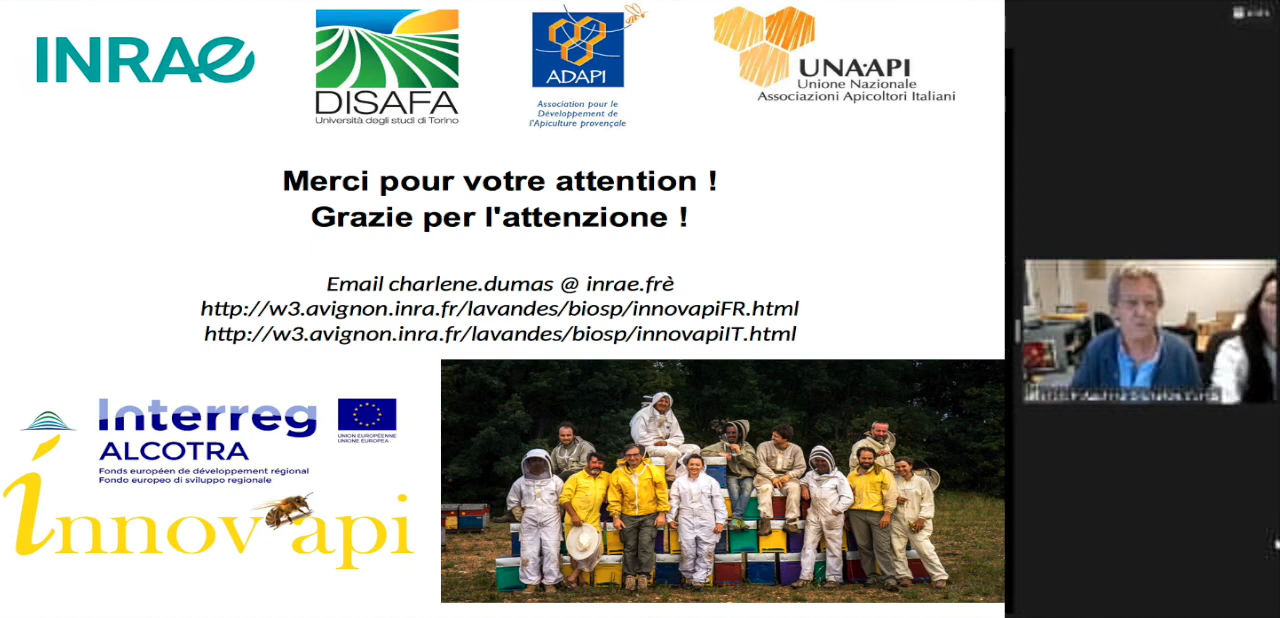 INRAE
DISAFA
Università degli studi di Torino
ADAPI
Association pour le
Développement de
l'Apiculture provençale
UNA·API
Unione Nazionale
Associazioni Apicoltori Italiani
Merci pour votre attention !
Grazie per l'attenzione !
Email charlene.dumas @ inrae.frè
http://w3.avignon.inra.fr/lavandes/biosp/innovapiFR.html
http://w3.avignon.inra.fr/lavandes/biosp/innovapiIT.html
Interreg
ALCOTRA
UNION EUROPÉENNE
UNIONE EUROPEA
Fonds européen de développement régional
Fondo europeo di sviluppo regionale
innov'api